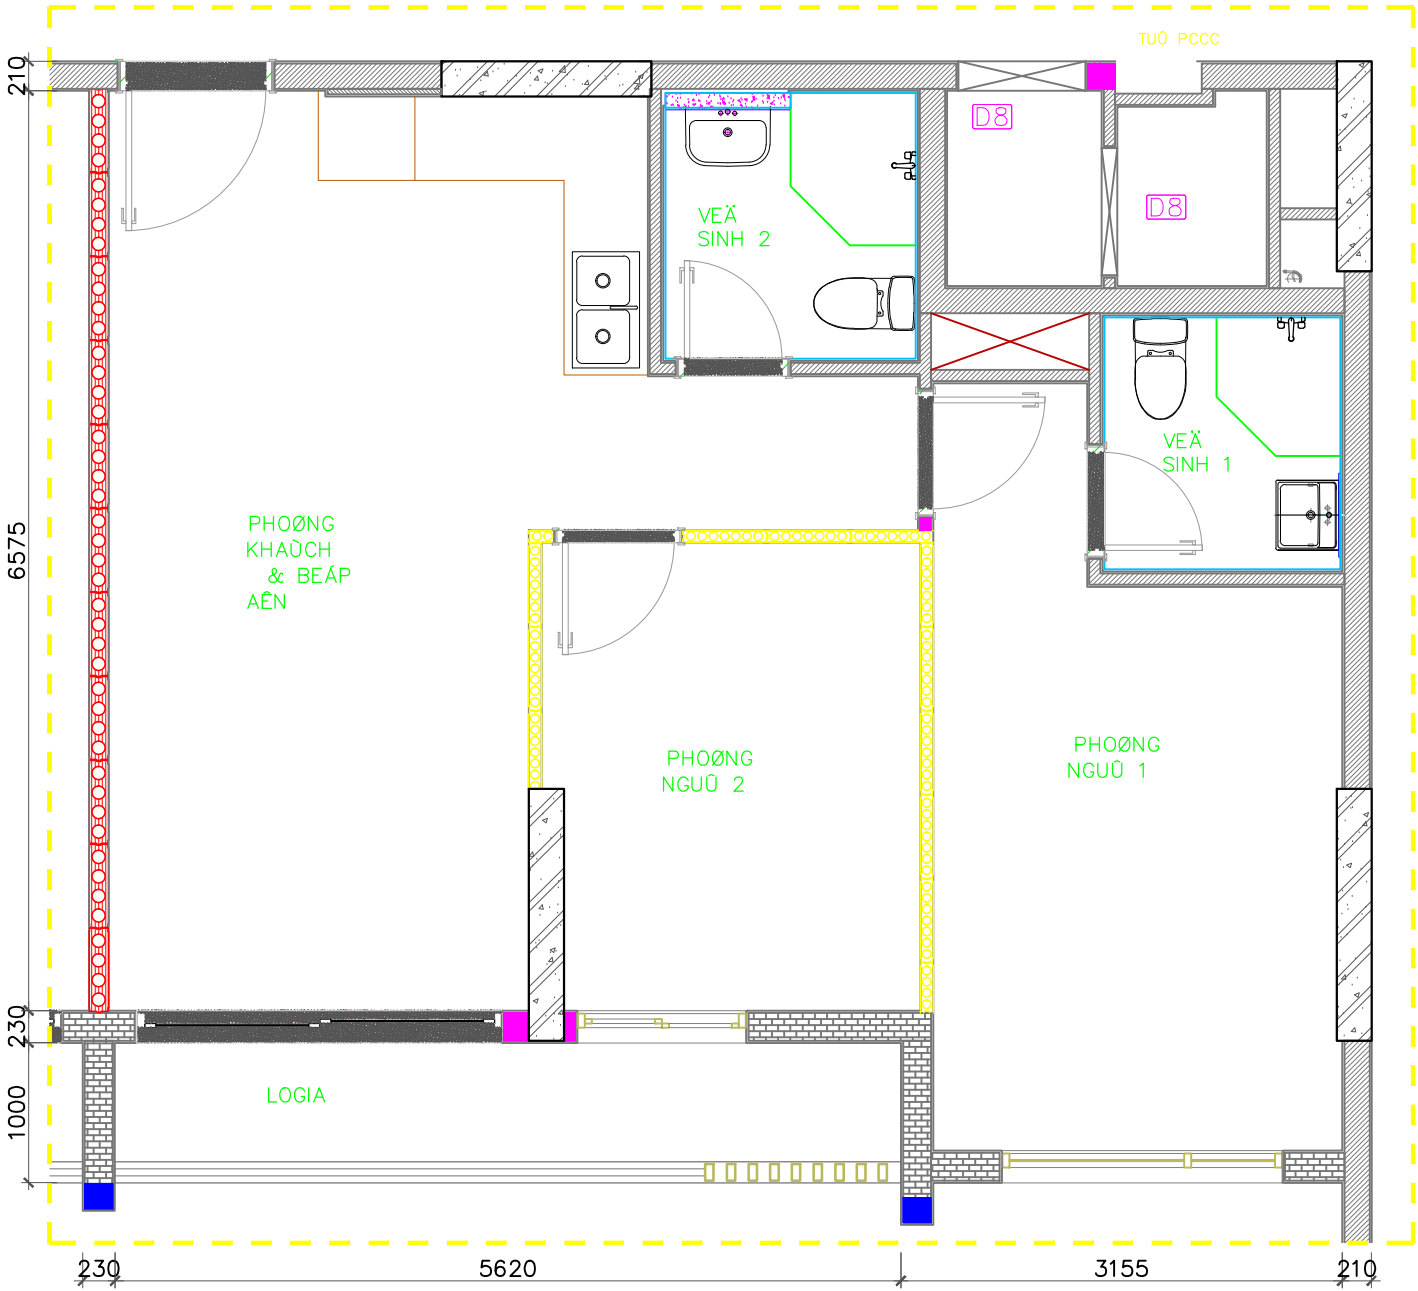 TUÛ PCCC
210
D8
D8
VEÄ
SINH 2
VEÄ
SINH 1
PHOØNG
KHAÙCH
& BEÁP
AÊN
6575
PHOØNG
NGUÛ 2
PHOØNG
NGUÛ 1
230
LOGIA
1000
230
5620
3155
210